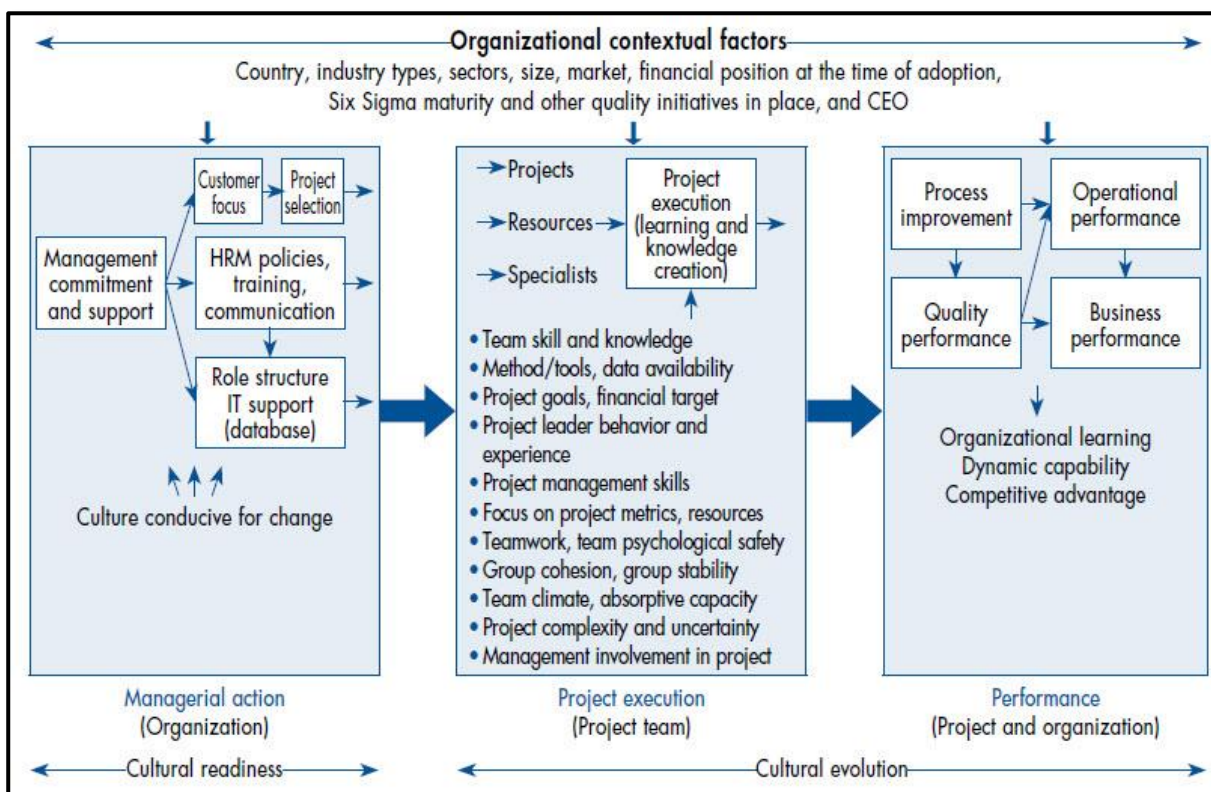 Organizational contextual factors
Country, industry types, sectors, size, market, financial position at the time of adoption,
Six Sigma maturity and other quality initiatives in place, and CEO
Customer
focus
Project
selection
Management
commitment
and support
HRM policies,
training,
communication
Role structure
IT support
(database)
Culture conducive for change
Projects
Resources
Specialists
Project
execution
(learning and
knowledge
creation)
• Team skill and knowledge
• Method/tools, data availability
• Project goals, financial target
• Project leader behavior and
experience
• Project management skills
• Focus on project metrics, resources
• Teamwork, team psychological safety
• Group cohesion, group stability
• Team climate, absorptive capacity
• Project complexity and uncertainty
• Management involvement in project
Process
improvement
Operational
performance
Quality
performance
Business
performance
Organizational learning
Dynamic capability
Competitive advantage
Managerial action
(Organization)
Project execution
(Project team)
Performance
(Project and organization)
Cultural readiness
Cultural evolution